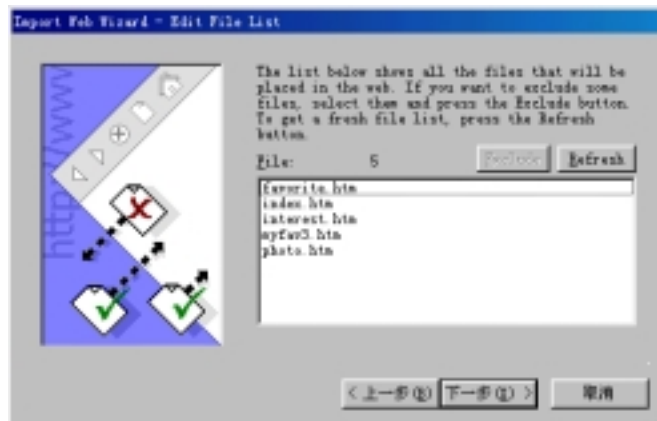 Import Web Wizard - Edit File List
http://www
The list below shows all the files that will be
placed in the web. If you want to exclude some
files, select them and press the Exclude button.
To get a fresh file list, press the Refresh
button.
File: 5
Exclude
Refresh
favorite.htm
index.htm
interest.htm
myfav3.htm
photo.htm
< 上一步(B)
下一步(N) >
取消